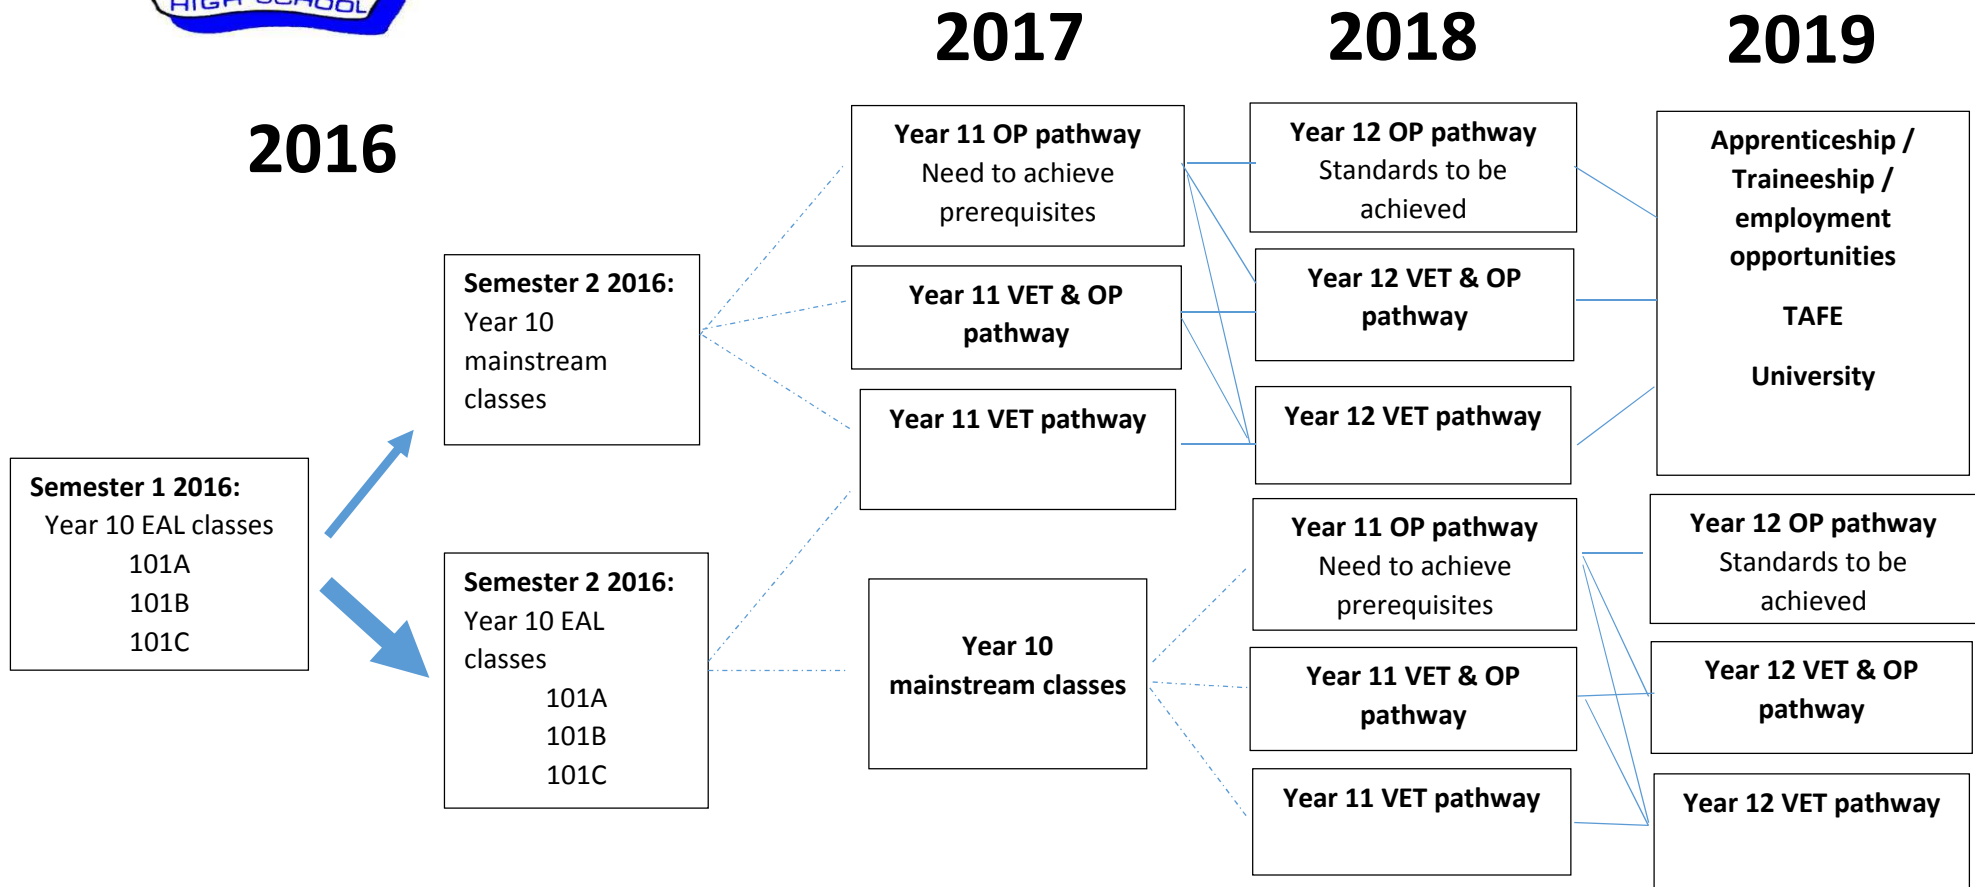 HIGH SCHOOL
2016
2017
2018
2019
Semester 1 2016:
Year 10 EAL classes
101A
101B
101C
Semester 2 2016:
Year 10
mainstream
classes
Semester 2 2016:
Year 10 EAL
classes
101A
101B
101C
Year 11 OP pathway
Need to achieve
prerequisites
Year 11 VET & OP
pathway
Year 11 VET pathway
Year 10
mainstream classes
Year 12 OP pathway
Standards to be
achieved
Year 12 VET & OP
pathway
Year 12 VET pathway
Year 11 OP pathway
Need to achieve
prerequisites
Year 11 VET & OP
pathway
Year 11 VET pathway
Apprenticeship /
Traineeship /
employment
opportunities
TAFE
University
Year 12 OP pathway
Standards to be
achieved
Year 12 VET & OP
pathway
Year 12 VET pathway